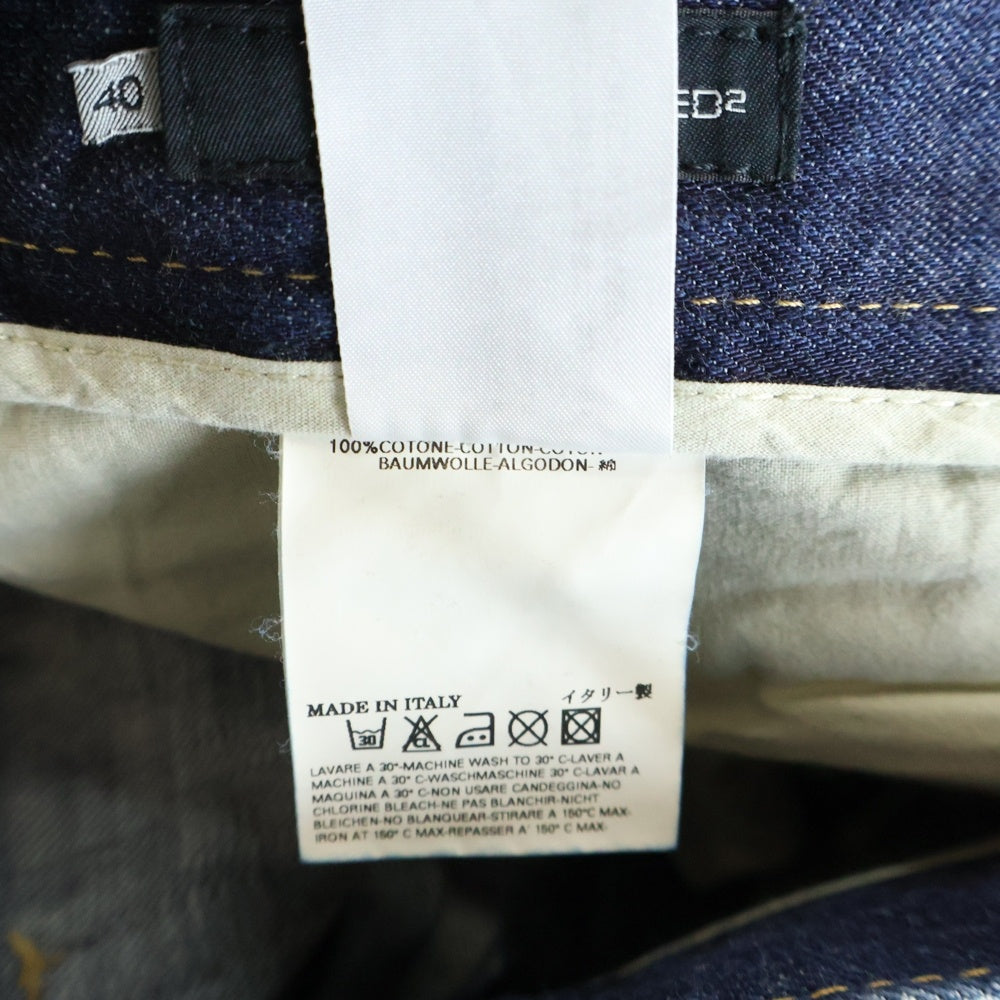 40
ED²
100%COTONE-COTTON-COTON
BAUMWOLLE-ALGODON- 綿
MADE IN ITALY イタリー製
30 CL
LAVARE A 30°-MACHINE WASH TO 30° C-LAVER A
MACHINE A 30° C-WASCHMASCHINE 30° C-LAVAR A
MAQUINA A 30° C-NON USARE CANDEGGINA-NO
CHLORINE BLEACH-NE PAS BLANCHIR-NICHT
BLEICHEN-NO BLANQUEAR-STIRARE A 150°C MAX-
IRON AT 150° C MAX-REPASSER A' 150° C MAX-